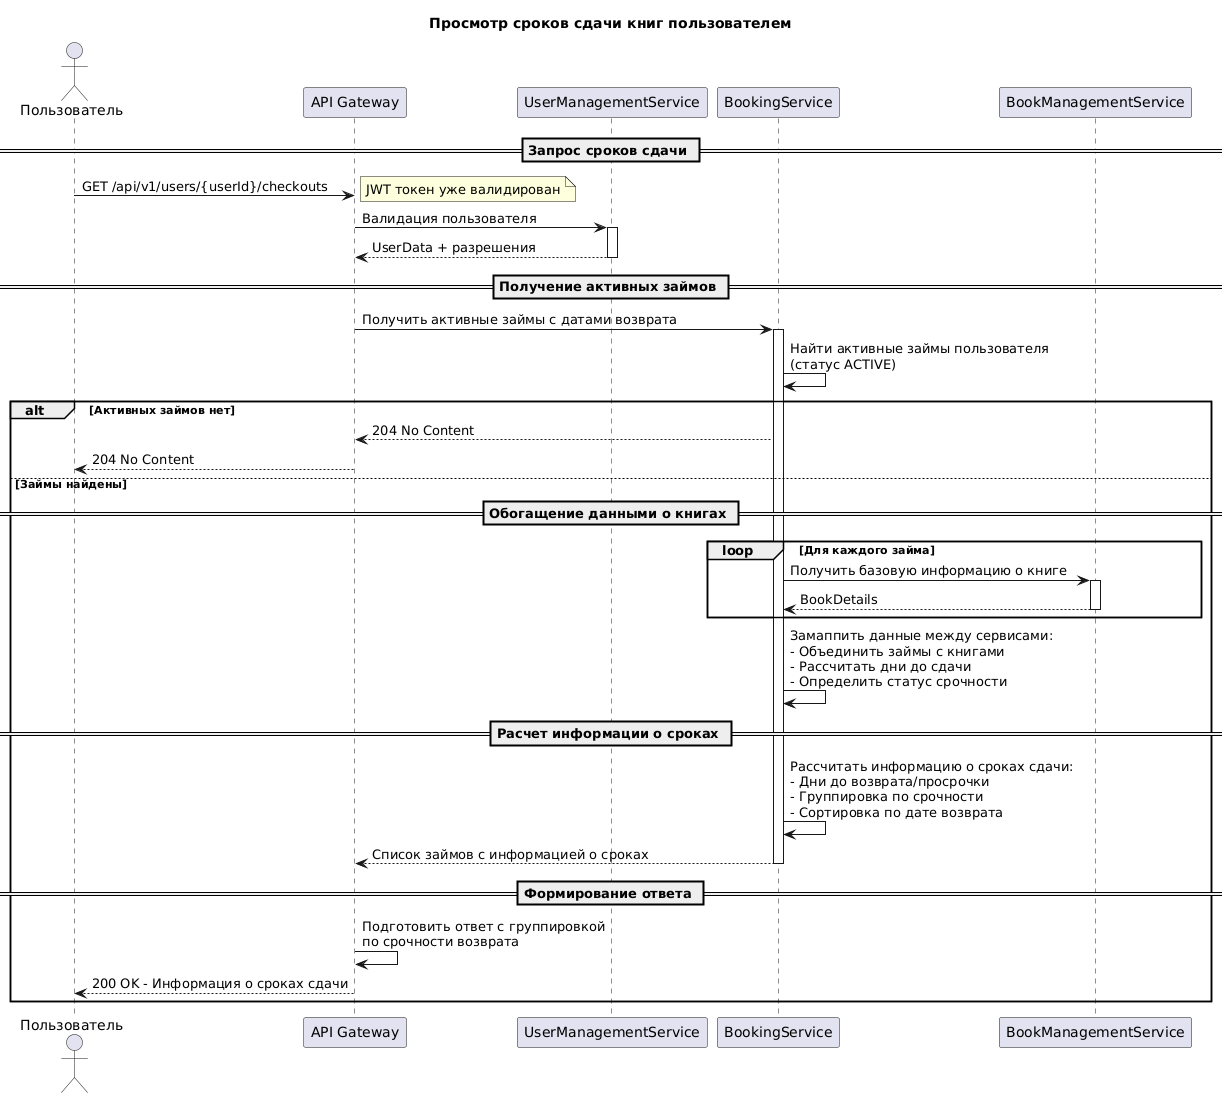 Просмотр сроков сдачи книг пользователем
Пользователь
API Gateway
UserManagementService
BookingService
BookManagementService
Запрос сроков сдачи
GET /api/v1/users/{userId}/checkouts
JWT токен уже валидирован
Валидация пользователя
UserData + разрешения
Получение активных займов
Получить активные займы с датами возврата
Найти активные займы пользователя
(статус ACTIVE)
alt
[Активных займов нет]
204 No Content
204 No Content
[Займы найдены]
Обогащение данными о книгах
loop
[Для каждого займа]
Получить базовую информацию о книге
BookDetails
Замаппить данные между сервисами:
- Объединить займы с книгами
- Рассчитать дни до сдачи
- Определить статус срочности
Расчет информации о сроках
Рассчитать информацию о сроках сдачи:
- Дни до возврата/просрочки
- Группировка по срочности
- Сортировка по дате возврата
Список займов с информацией о сроках
Формирование ответа
Подготовить ответ с группировкой
по срочности возврата
200 OK - Информация о сроках сдачи
Пользователь
API Gateway
UserManagementService
BookingService
BookManagementService